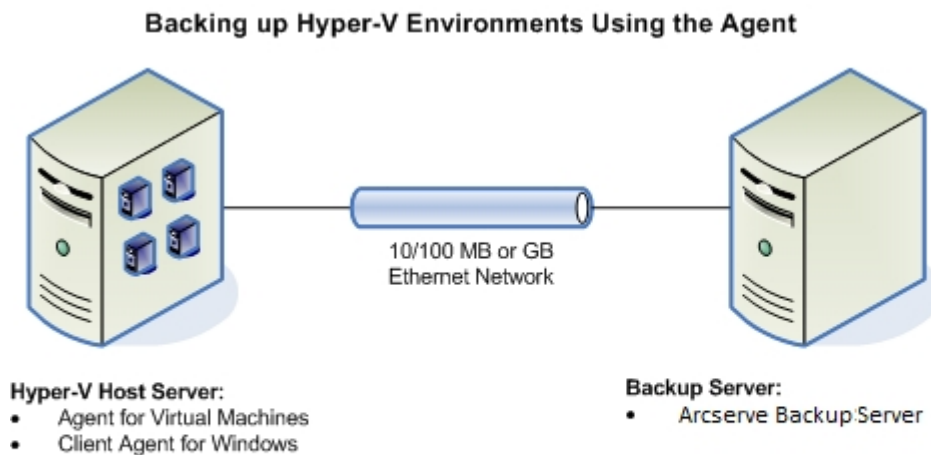 Backing up Hyper-V Environments Using the Agent
10/100 MB or GB
Ethernet Network
Hyper-V Host Server:
• Agent for Virtual Machines
• Client Agent for Windows
Backup Server:
• Arcserve Backup Server